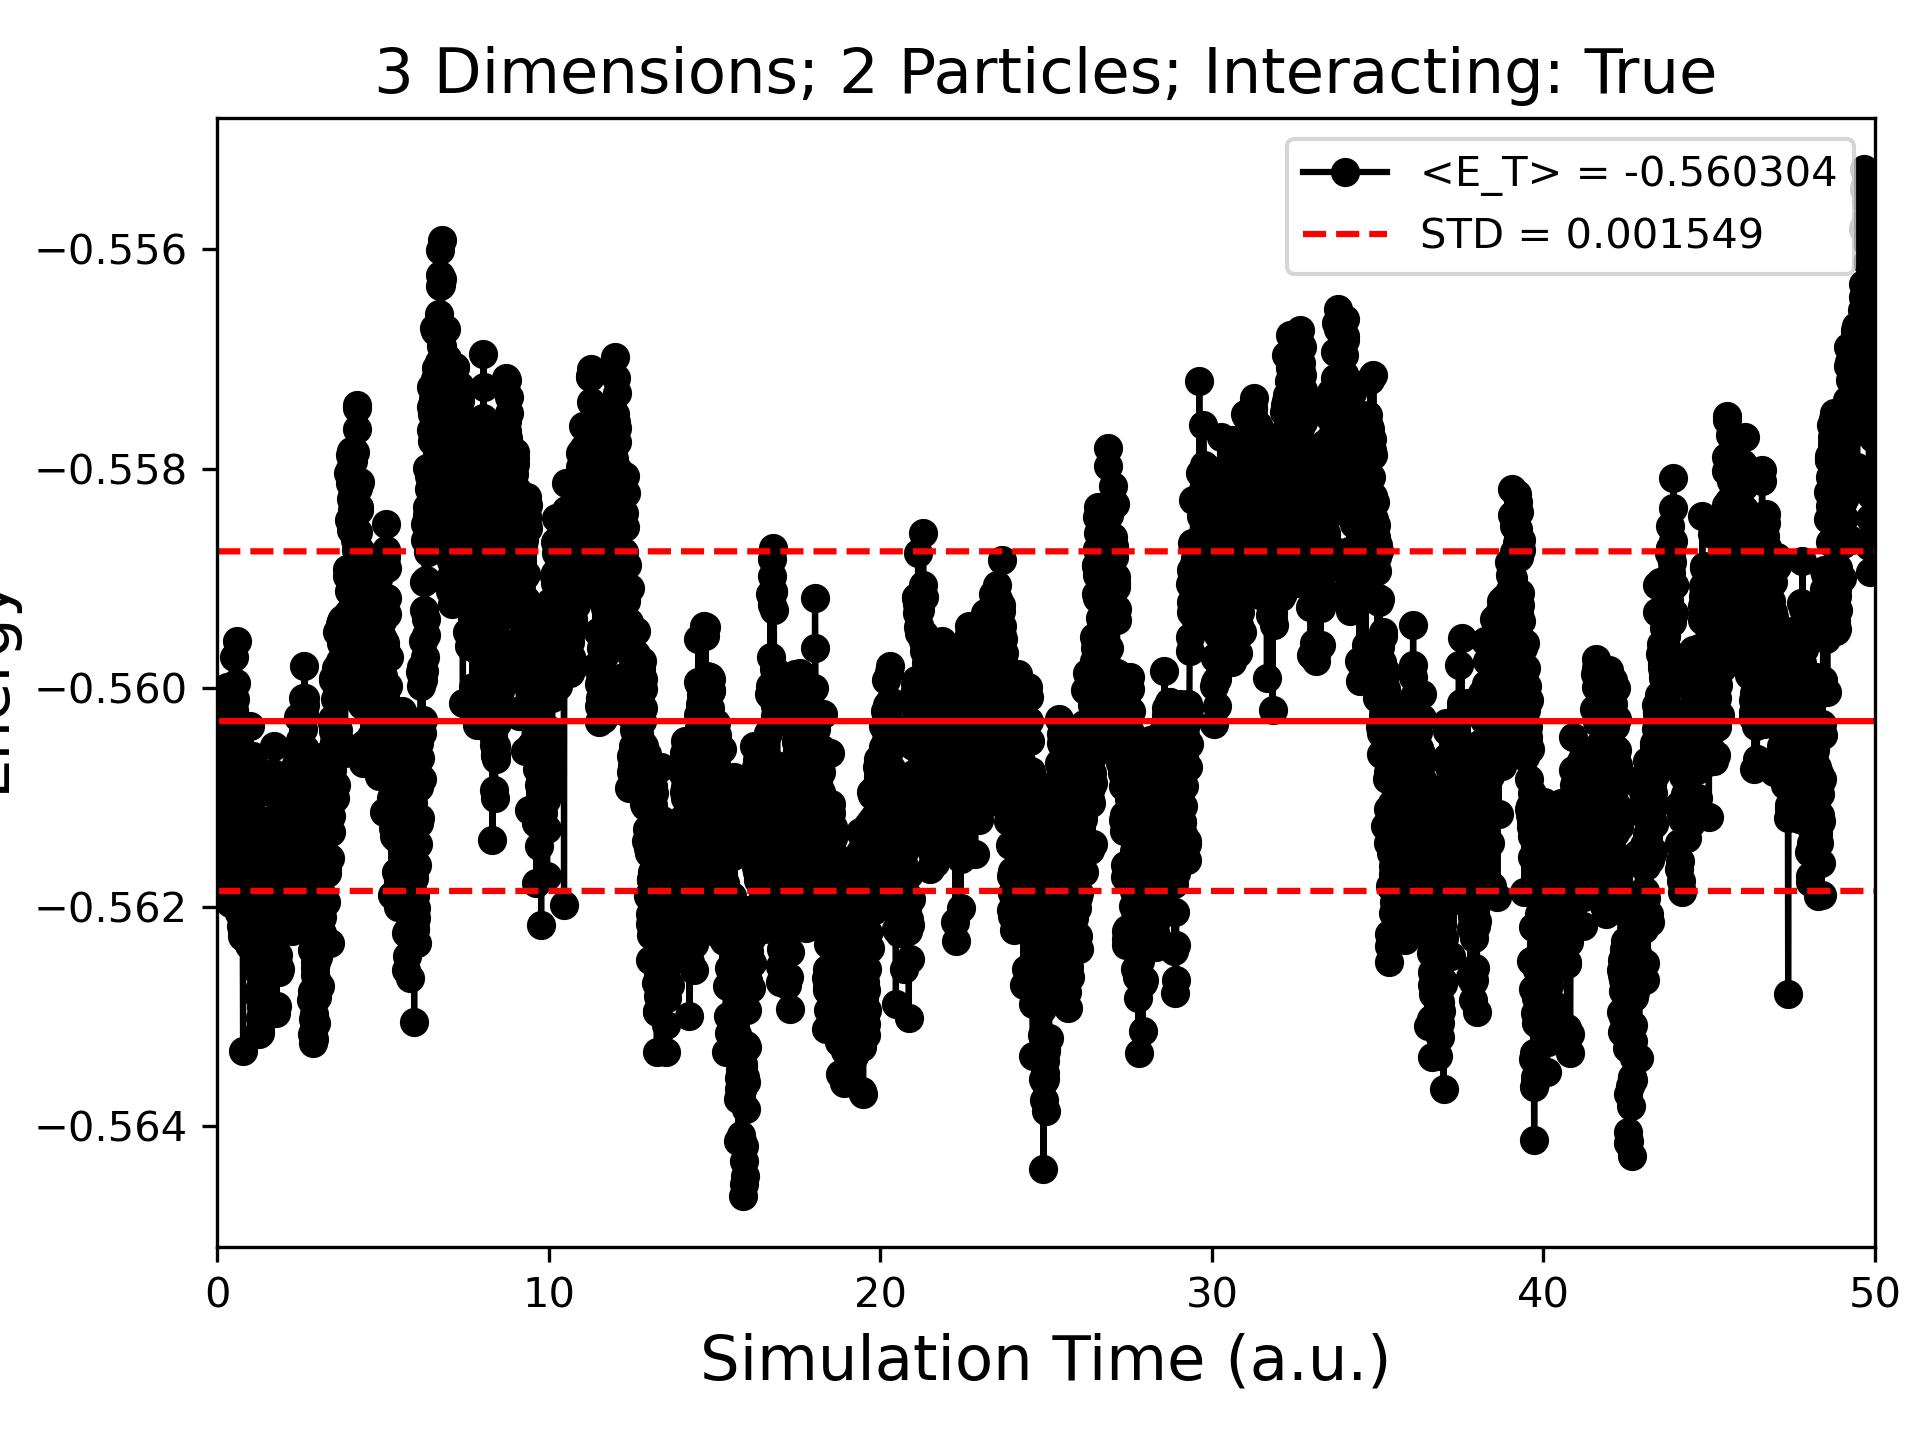 3 Dimensions; 2 Particles; Interacting: True
<E_T> = -0.560304
STD = 0.001549
−0.556
−0.558
−0.560
−0.562
−0.564
Energy
0 10 20 30 40 50
Simulation Time (a.u.)